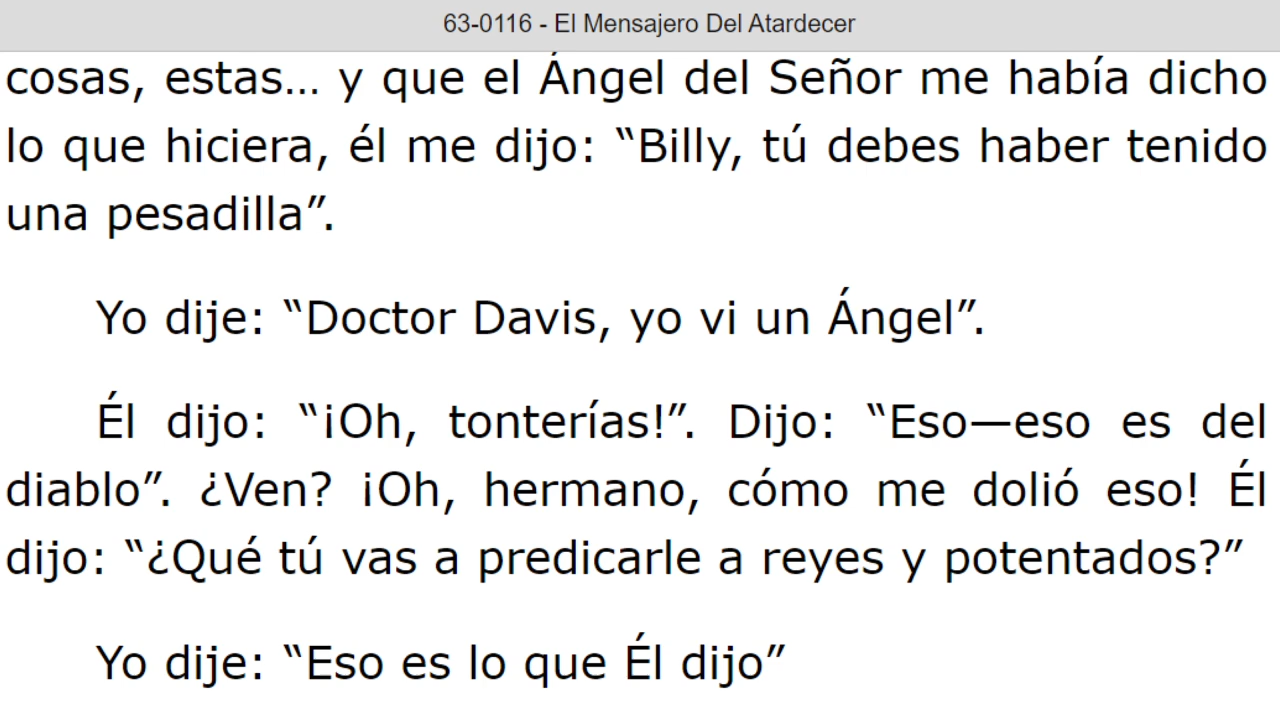 63-0116 - El Mensajero Del Atardecer
cosas, estas… y que el Ángel del Señor me había dicho
lo que hiciera, él me dijo: “Billy, tú debes haber tenido
una pesadilla”.
Yo dije: “Doctor Davis, yo vi un Ángel”.
Él dijo: “¡Oh, tonterías!”. Dijo: “Eso—eso es del
diablo”. ¿Ven? ¡Oh, hermano, cómo me dolió eso! Él
dijo: “¿Qué tú vas a predicarle a reyes y potentados?”
Yo dije: “Eso es lo que Él dijo”